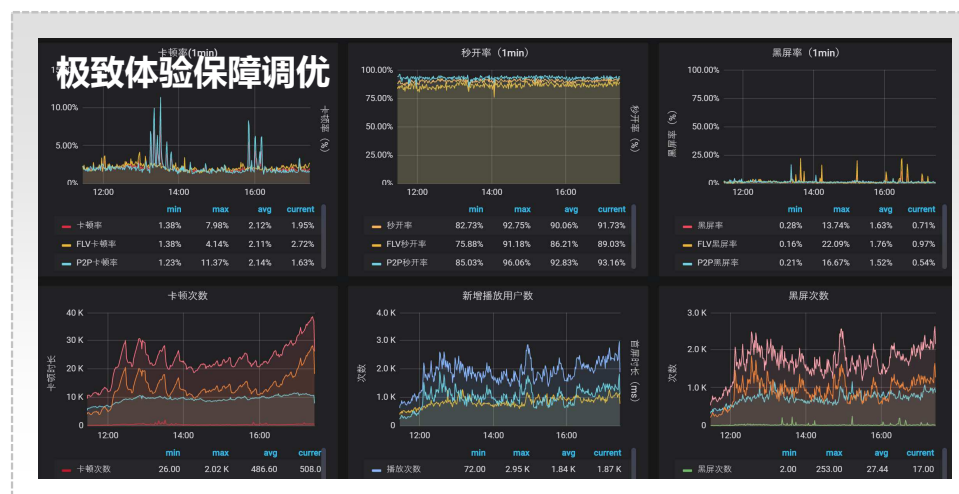 极致体验保障调优
卡顿率(1min)
10.00%
5.00%
0%
12:00 14:00 16:00
卡顿率（%）
min max avg current
卡顿率 1.38% 7.98% 2.12% 1.95%
FLV卡顿率 1.38% 4.14% 2.11% 2.72%
P2P卡顿率 1.23% 11.37% 2.14% 1.63%
秒开率（1min）
100.00%
75.00%
50.00%
25.00%
0%
12:00 14:00 16:00
秒开率（%）
min max avg current
秒开率 82.73% 92.75% 90.06% 91.73%
FLV秒开率 75.88% 91.18% 86.21% 89.03%
P2P秒开率 85.03% 96.06% 92.83% 93.16%
黑屏率（1min）
100.00%
75.00%
50.00%
25.00%
0%
12:00 14:00 16:00
黑屏率（%）
min max avg current
黑屏率 0.28% 13.74% 1.63% 0.71%
FLV黑屏率 0.16% 22.09% 1.76% 0.97%
P2P黑屏率 0.21% 16.67% 1.52% 0.54%
卡顿次数
40 K
30 K
20 K
10 K
0
12:00 14:00 16:00
卡顿时长
min max avg curren
卡顿次数 26.00 2.02 K 486.60 508.0
新增播放用户数
4.0 K
3.0 K
2.0 K
1.0 K
0
12:00 14:00 16:00
次数
首屏时长（ms）
min max avg current
播放次数 72.00 2.95 K 1.84 K 1.87 K
黑屏次数
3.0 K
2.0 K
1.0 K
0
12:00 14:00 16:00
次数
min max avg current
黑屏次数 2.00 253.00 27.44 17.00